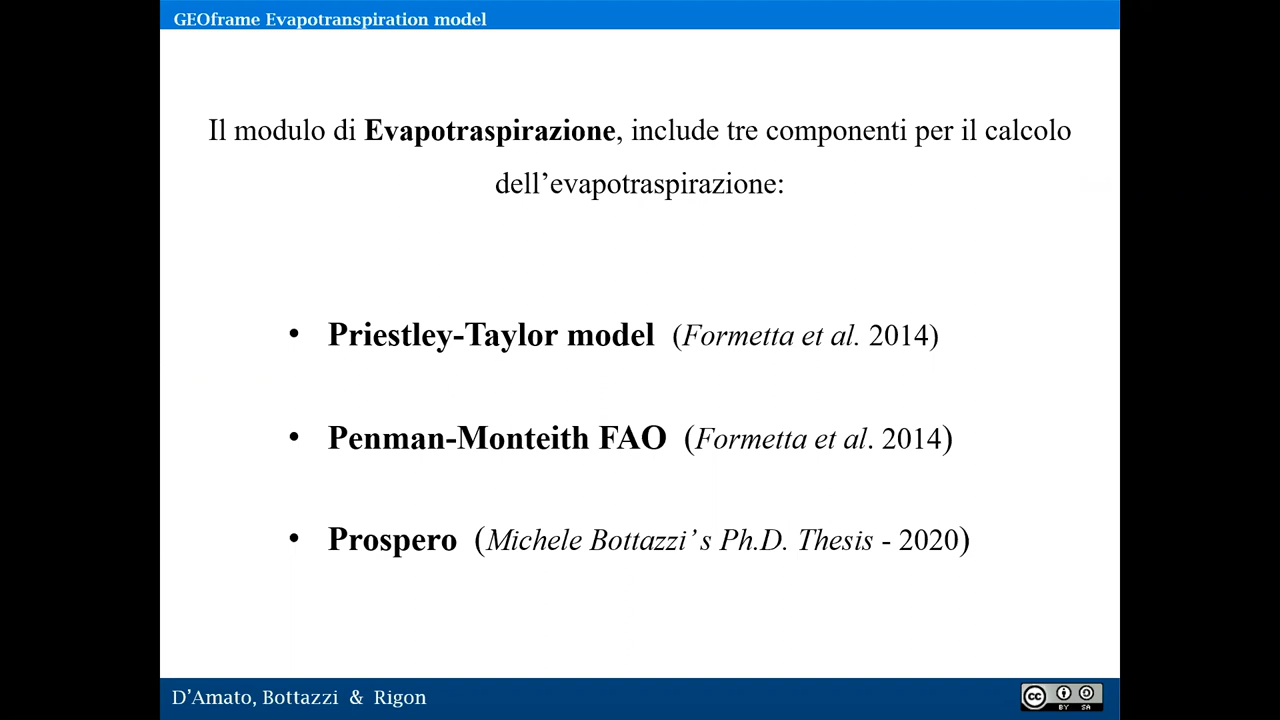 GEOframe Evapotranspiration model
Il modulo di Evapotraspirazione, include tre componenti per il calcolo
dell’evapotraspirazione:
• Priestley-Taylor model (Formetta et al. 2014)
• Penman-Monteith FAO (Formetta et al. 2014)
• Prospero (Michele Bottazzi’s Ph.D. Thesis - 2020)
D’Amato, Bottazzi & Rigon
cc BY SA